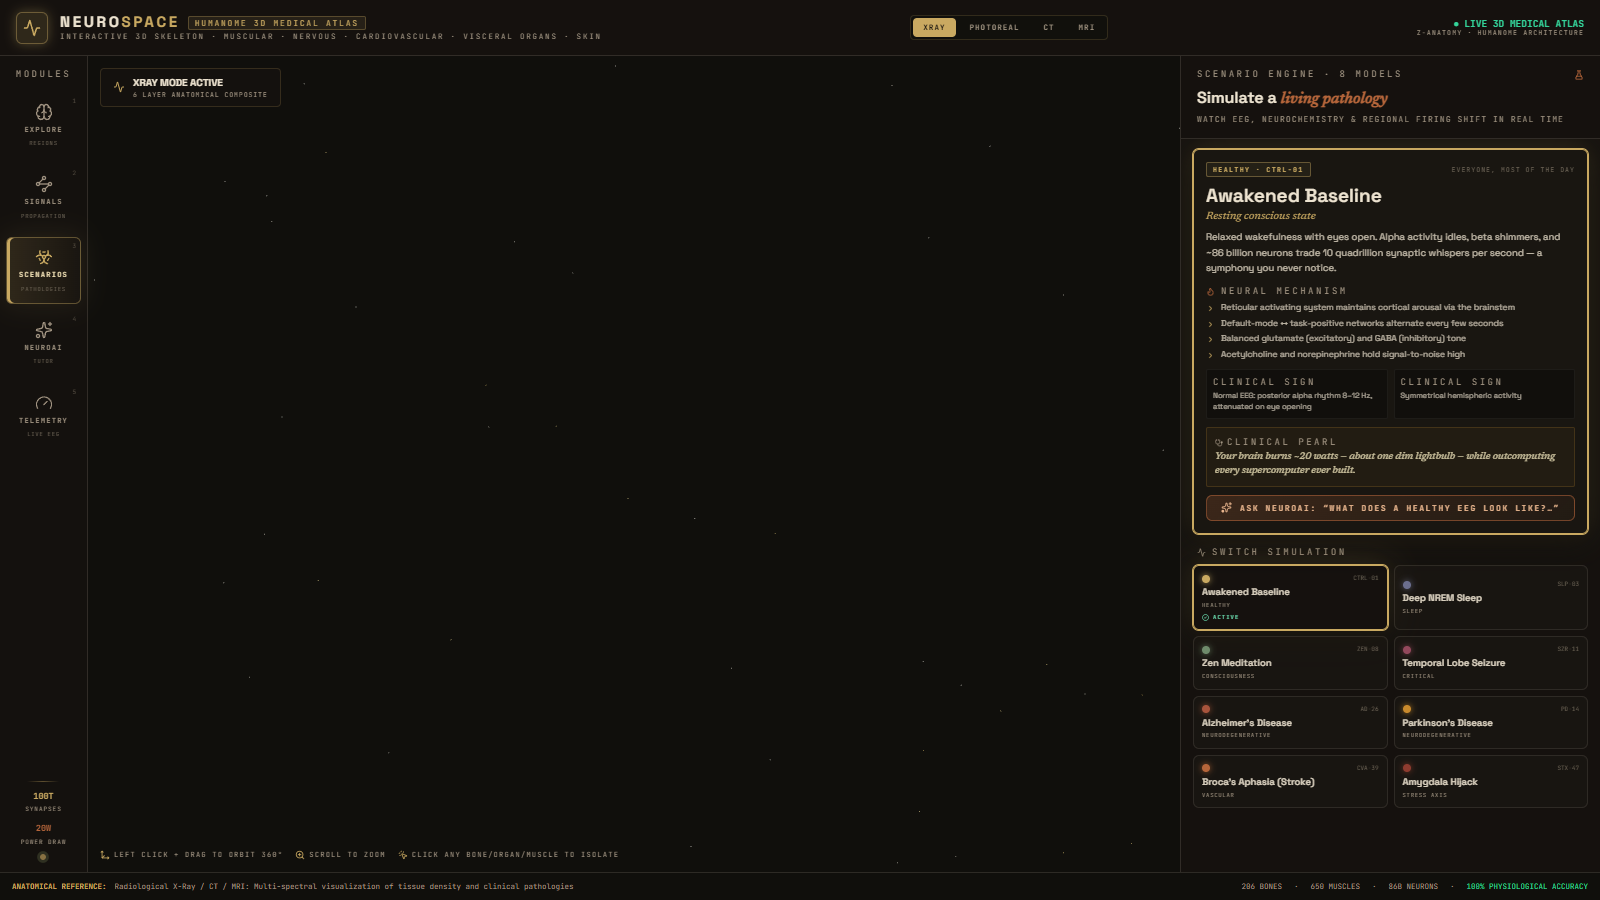 NEUROSPACE HUMANOME 3D MEDICAL ATLAS
INTERACTIVE 3D SKELETON · MUSCULAR · NERVOUS · CARDIOVASCULAR · VISCERAL ORGANS · SKIN
XRAY PHOTOREAL CT MRI
● LIVE 3D MEDICAL ATLAS
Z-ANATOMY · HUMANOME ARCHITECTURE
MODULES
1
EXPLORE
REGIONS
2
SIGNALS
PROPAGATION
3
SCENARIOS
PATHOLOGIES
4
NEUROAI
TUTOR
5
TELEMETRY
LIVE EEG
100T
SYNAPSES
20W
POWER DRAW
XRAY MODE ACTIVE
6 LAYER ANATOMICAL COMPOSITE
LEFT CLICK + DRAG TO ORBIT 360° SCROLL TO ZOOM CLICK ANY BONE/ORGAN/MUSCLE TO ISOLATE
SCENARIO ENGINE · 8 MODELS
Simulate a living pathology
WATCH EEG, NEUROCHEMISTRY & REGIONAL FIRING SHIFT IN REAL TIME
HEALTHY · CTRL-01 EVERYONE, MOST OF THE DAY
Awakened Baseline
Resting conscious state
Relaxed wakefulness with eyes open. Alpha activity idles, beta shimmers, and
~86 billion neurons trade 10 quadrillion synaptic whispers per second — a
symphony you never notice.
NEURAL MECHANISM
Reticular activating system maintains cortical arousal via the brainstem
Default-mode ↔ task-positive networks alternate every few seconds
Balanced glutamate (excitatory) and GABA (inhibitory) tone
Acetylcholine and norepinephrine hold signal-to-noise high
CLINICAL SIGN
Normal EEG: posterior alpha rhythm 8–12 Hz,
attenuated on eye opening
CLINICAL SIGN
Symmetrical hemispheric activity
CLINICAL PEARL
Your brain burns ~20 watts — about one dim lightbulb — while outcomputing
every supercomputer ever built.
ASK NEUROAI: "WHAT DOES A HEALTHY EEG LOOK LIKE?…"
SWITCH SIMULATION
CTRL-01
Awakened Baseline
HEALTHY
ACTIVE
SLP-03
Deep NREM Sleep
SLEEP
ZEN-08
Zen Meditation
CONSCIOUSNESS
SZR-11
Temporal Lobe Seizure
CRITICAL
AD-26
Alzheimer's Disease
NEURODEGENERATIVE
PD-14
Parkinson's Disease
NEURODEGENERATIVE
CVA-39
Broca's Aphasia (Stroke)
VASCULAR
STX-47
Amygdala Hijack
STRESS AXIS
ANATOMICAL REFERENCE: Radiological X-Ray / CT / MRI: Multi-spectral visualization of tissue density and clinical pathologies
206 BONES · 650 MUSCLES · 86B NEURONS · 100% PHYSIOLOGICAL ACCURACY